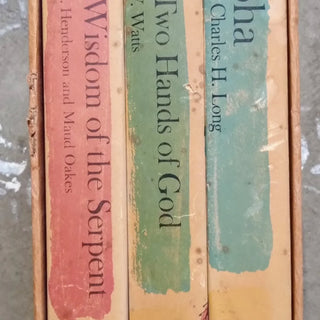 Wisdom of the Serpent
Henderson and Maud Oakes
Two Hands of God
Watts
pha
Charles H. Long